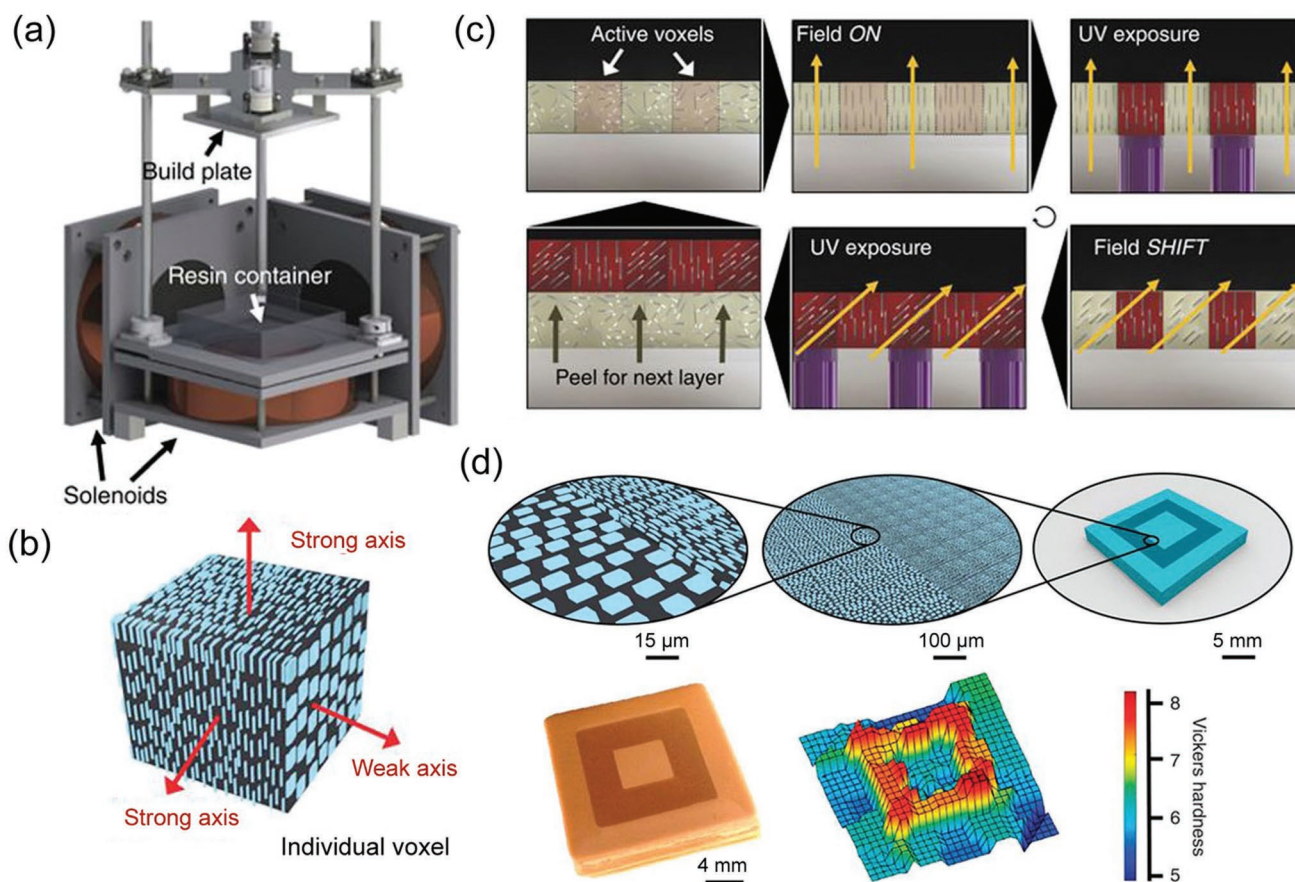 (a)
Build plate
Resin container
Solenoids
(b)
Strong axis
Weak axis
Strong axis
Individual voxel
(c)
Active voxels
Field ON
UV exposure
Peel for next layer
UV exposure
Field SHIFT
(d)
15 µm
100 µm
5 mm
4 mm
8
7
6
5
Vickers hardness